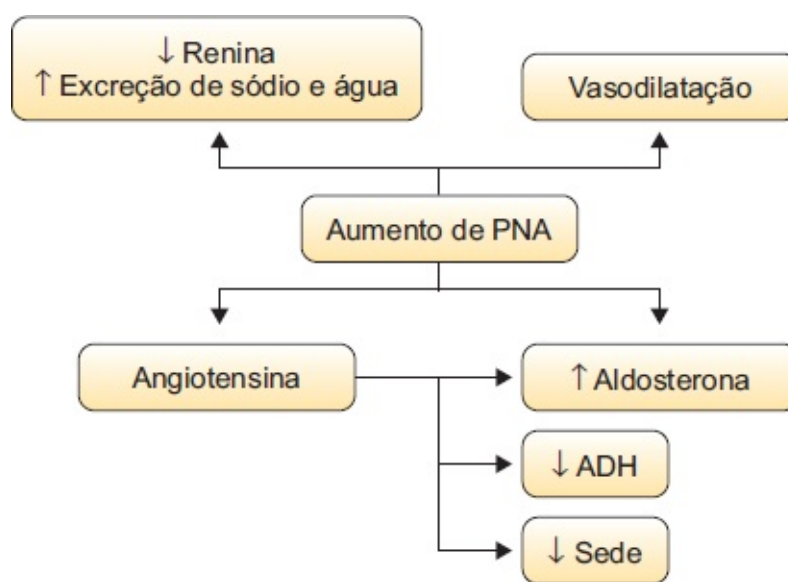 ↓ Renina
↑ Excreção de sódio e água
Vasodilatação
Aumento de PNA
Angiotensina
↑ Aldosterona
↓ ADH
↓ Sede